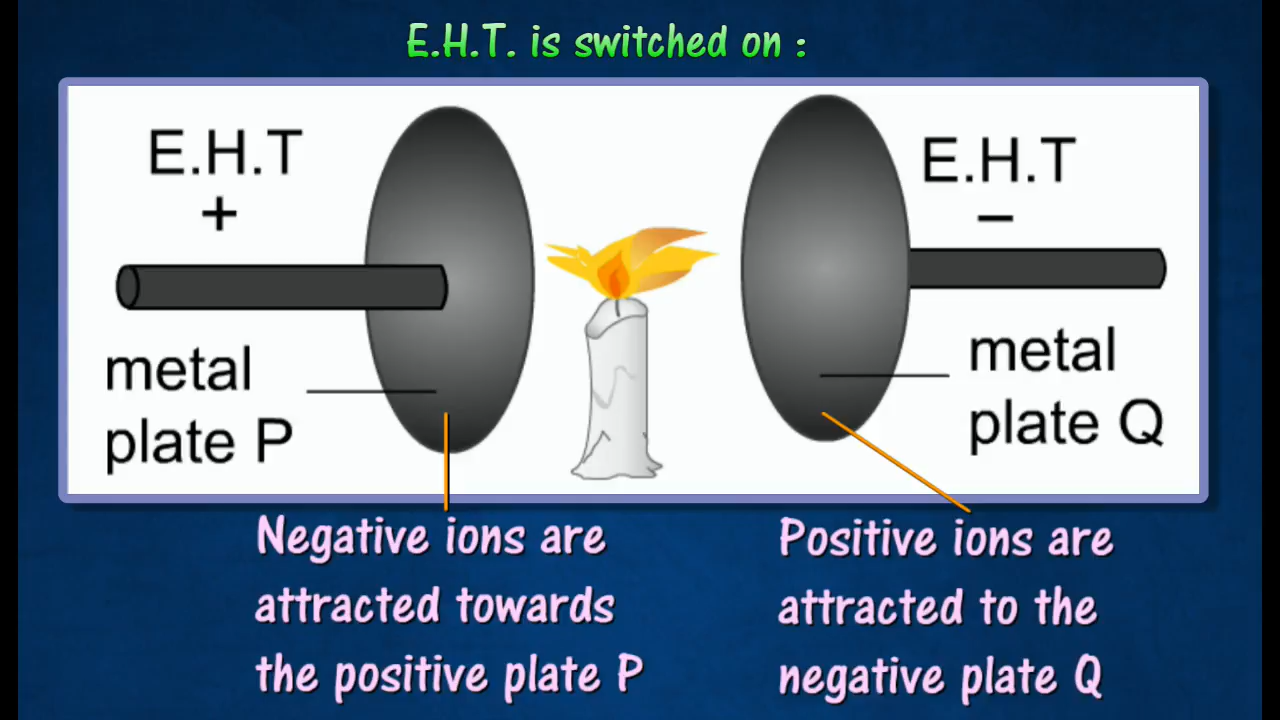 E.H.T. is switched on :
E.H.T
+
E.H.T
–
metal
plate P
metal
plate Q
Negative ions are
attracted towards
the positive plate P
Positive ions are
attracted to the
negative plate Q